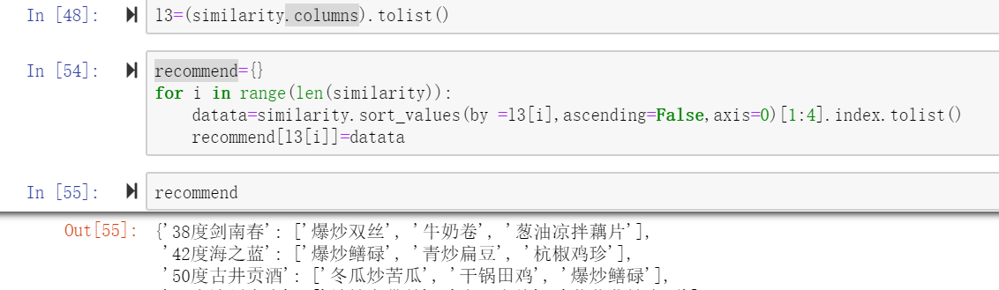 In [48]: l3=(similarity.columns).tolist()
In [54]: recommend={}
for i in range(len(similarity)):
    datata=similarity.sort_values(by =l3[i],ascending=False,axis=0)[1:4].index.tolist()
    recommend[l3[i]]=datata
In [55]: recommend
Out[55]: {'38度剑南春': ['爆炒双丝', '牛奶卷', '葱油凉拌藕片'],
'42度海之蓝': ['爆炒鳝碌', '青炒扁豆', '杭椒鸡珍'],
'50度古井贡酒': ['冬瓜炒苦瓜', '干锅田鸡', '爆炒鳝碌'],